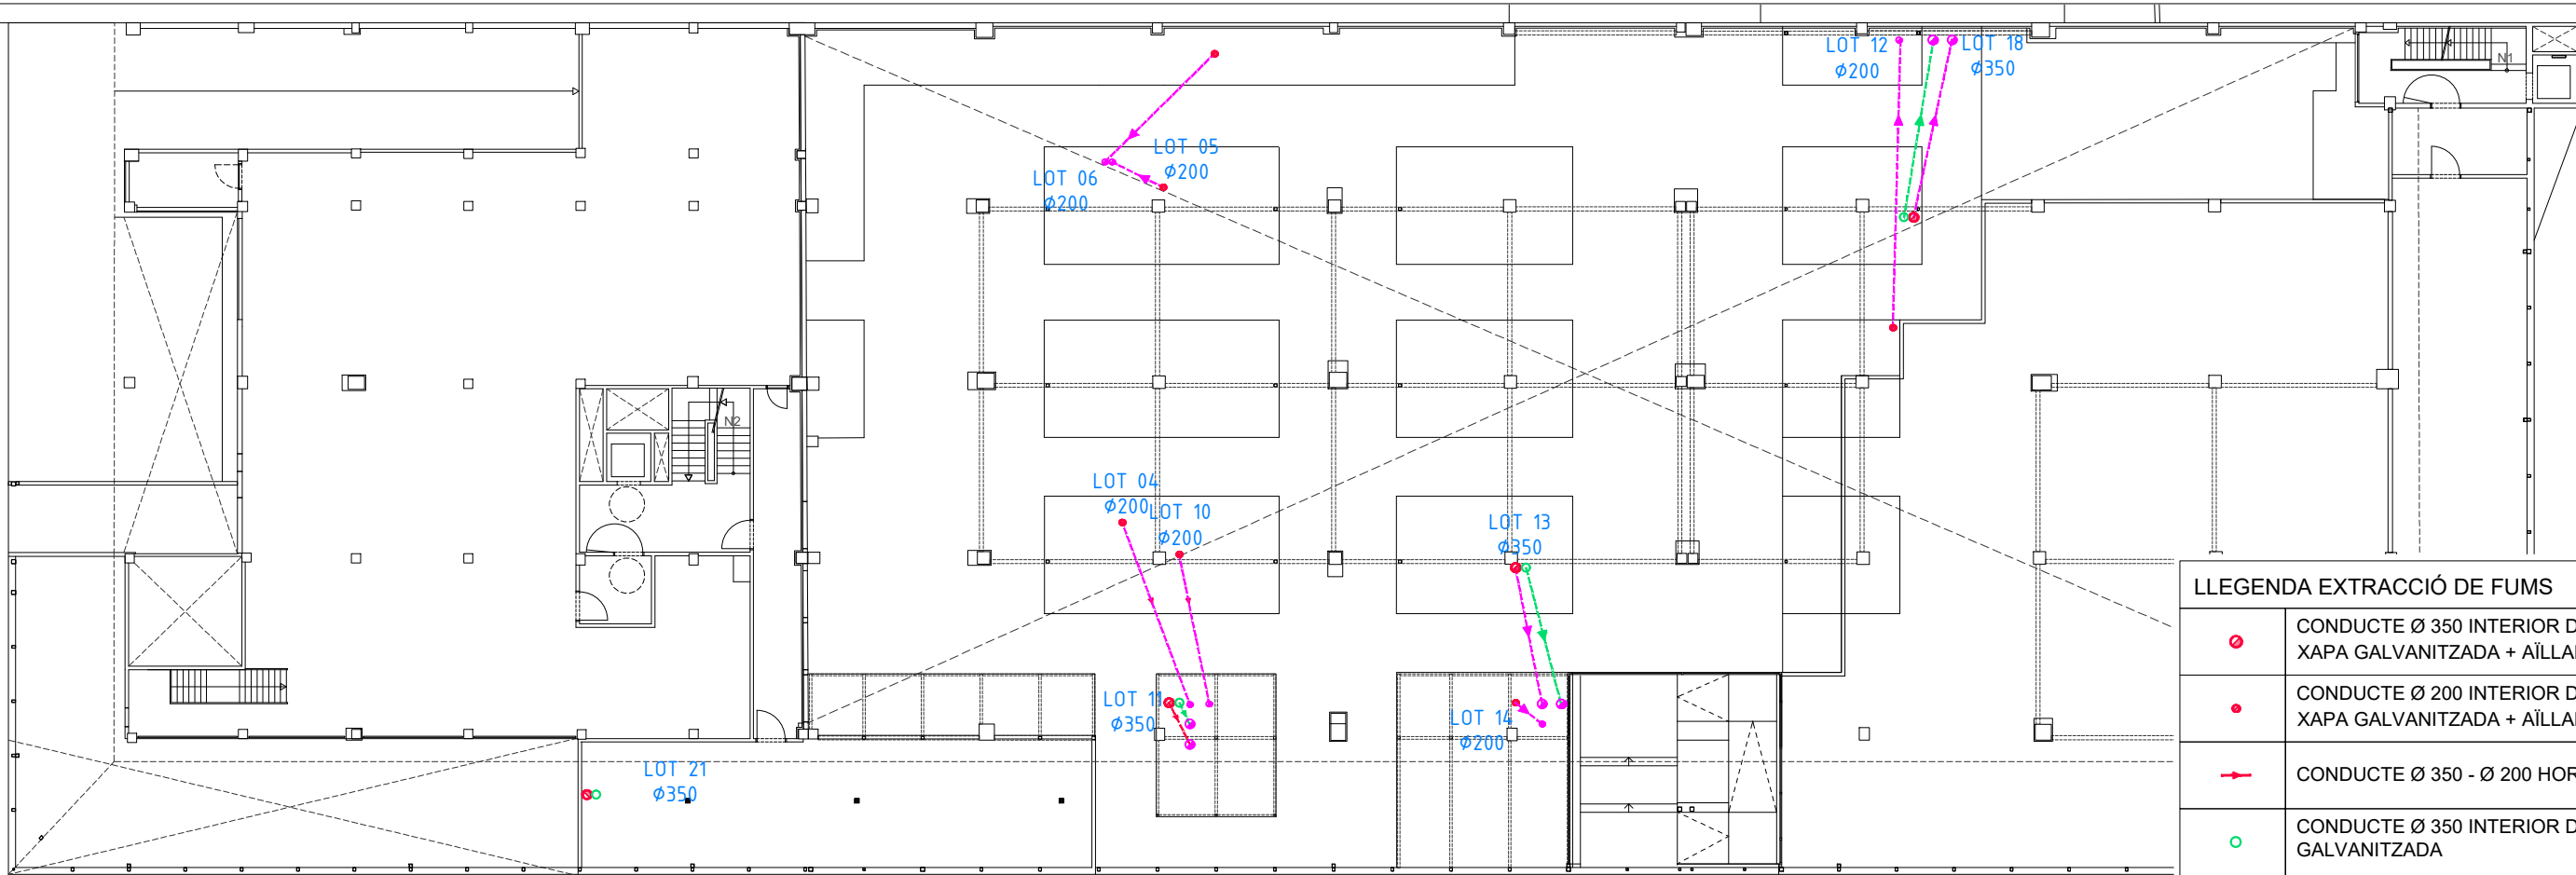 LOT 12
Ø200
LOT 18
Ø350
N1
LOT 05
Ø200
LOT 06
Ø200
N2
LOT 04
Ø200
LOT 10
Ø200
LOT 13
Ø350
LOT 11
Ø350
LOT 14
Ø200
LOT 21
Ø350
LLEGENDA EXTRACCIÓ DE FUMS
CONDUCTE Ø 350 INTERIOR D
XAPA GALVANITZADA + AÏLLA
CONDUCTE Ø 200 INTERIOR D
XAPA GALVANITZADA + AÏLLA
CONDUCTE Ø 350 - Ø 200 HOR
CONDUCTE Ø 350 INTERIOR D
GALVANITZADA